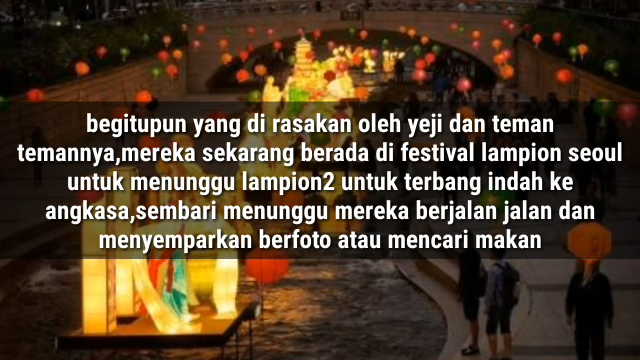 begitupun yang di rasakan oleh yeji dan teman
temannya,mereka sekarang berada di festival lampion seoul
untuk menunggu lampion2 untuk terbang indah ke
angkasa,sembari menunggu mereka berjalan jalan dan
menyemparkan berfoto atau mencari makan